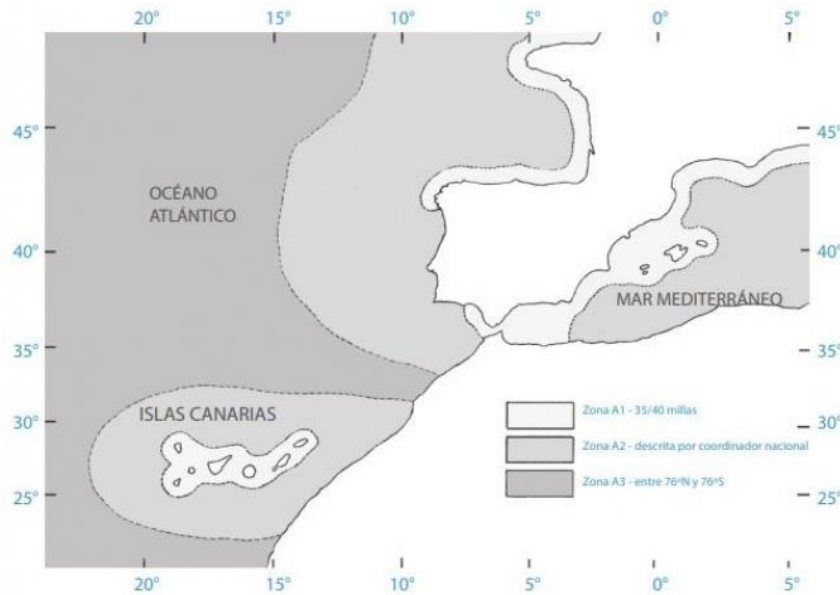 20° 15° 10° 5° 0° 5°
45° 45°
OCÉANO
ATLÁNTICO
40° 40°
MAR MEDITERRÁNEO
35° 35°
ISLAS CANARIAS
Zona A1 - 35/40 millas
30° 30°
Zona A2 - descrita por coordinador nacional
Zona A3 - entre 76ºN y 76ºS
25° 25°
20° 15° 10° 5° 0° 5°